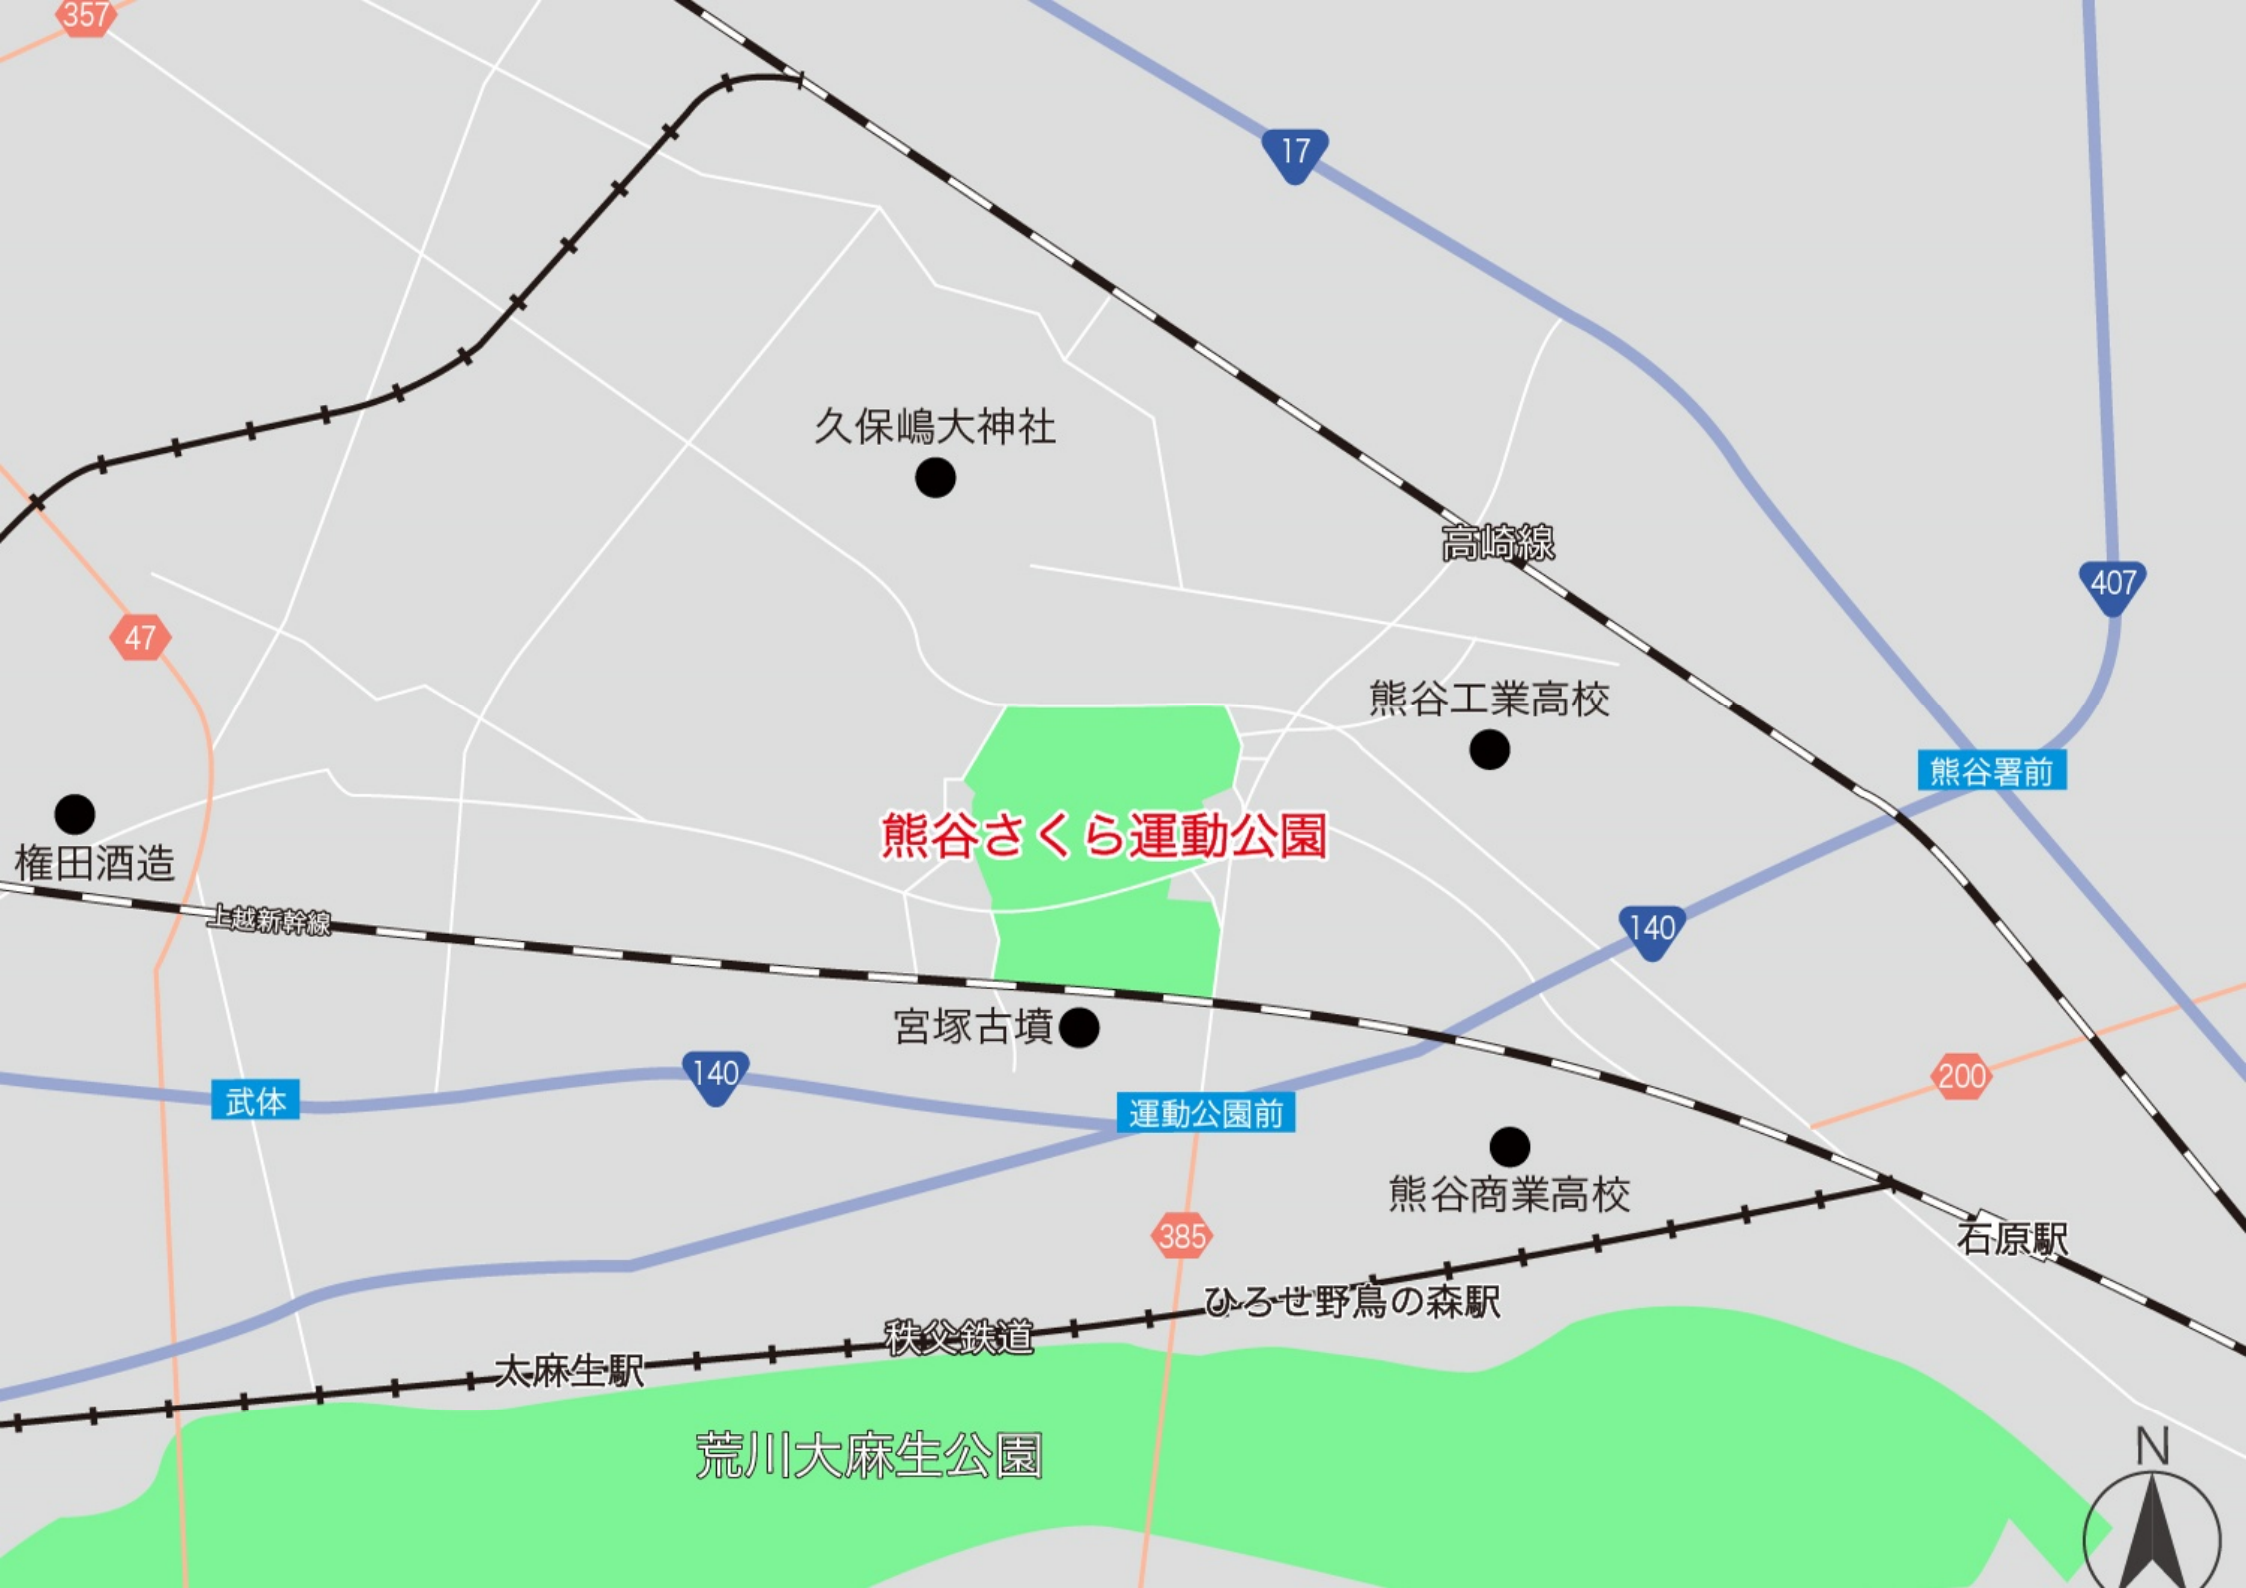 357
17
久保嶋大神社
高崎線
407
47
熊谷工業高校
熊谷署前
熊谷さくら運動公園
権田酒造
上越新幹線
140
宮塚古墳
140
200
武体
運動公園前
熊谷商業高校
385
石原駅
ひろせ野鳥の森駅
秩父鉄道
太麻生駅
荒川大麻生公園
N